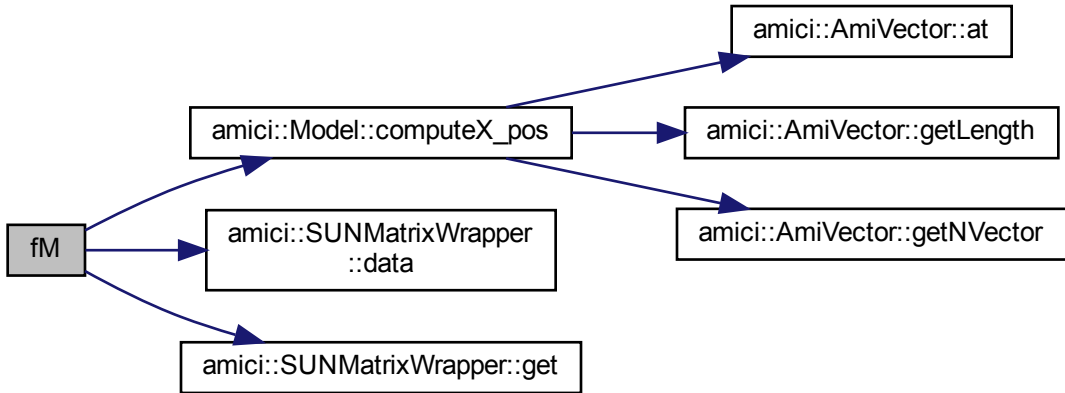 fM
amici::Model::computeX_pos
amici::SUNMatrixWrapper
::data
amici::SUNMatrixWrapper::get
amici::AmiVector::at
amici::AmiVector::getLength
amici::AmiVector::getNVector